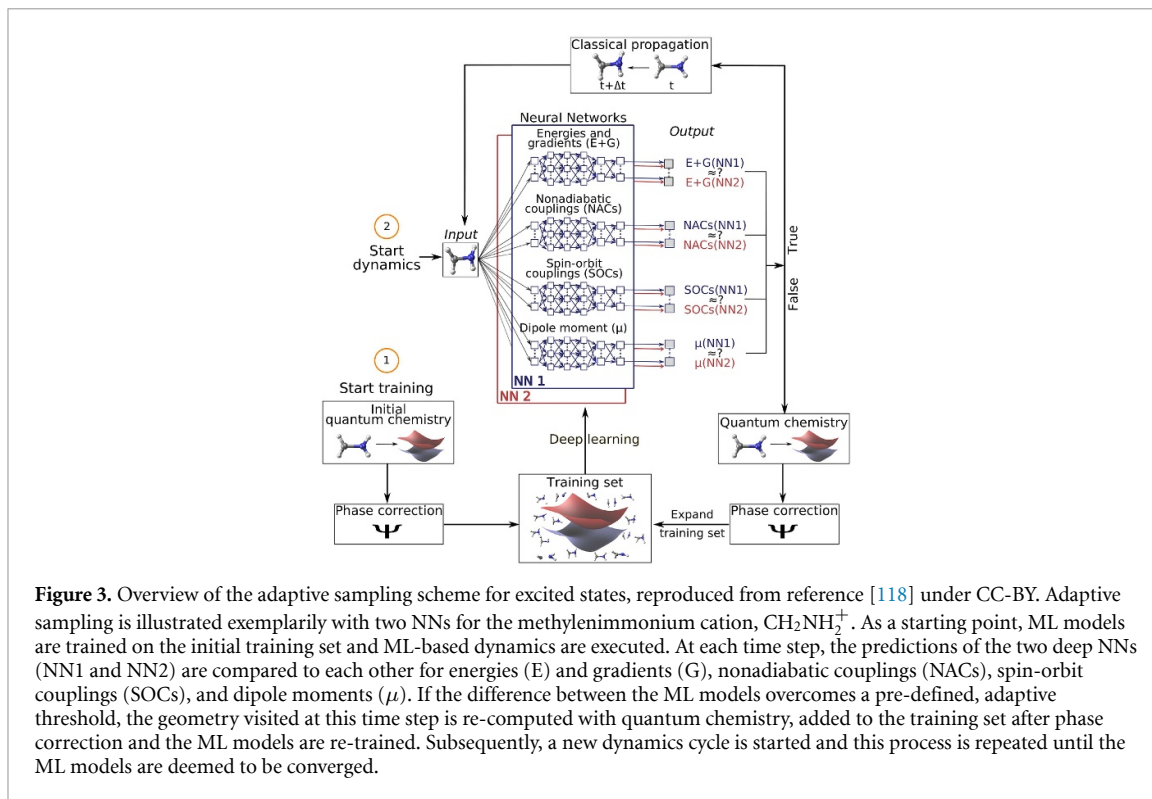 Classical propagation
t+Δt t
Neural Networks
Energies and
gradients (E+G)
Output
E+G(NN1)
≈?
E+G(NN2)
Nonadiabatic
couplings (NACs)
NACs(NN1)
≈?
NACs(NN2)
2
Start
dynamics
Input
Spin-orbit
couplings (SOCs)
SOCs(NN1)
≈?
SOCs(NN2)
True
False
Dipole moment (μ)
μ(NN1)
≈?
μ(NN2)
NN 1
NN 2
1
Start training
Initial
quantum chemistry
Deep learning
Quantum chemistry
Training set
Phase correction
Ψ
Expand
training set
Phase correction
Ψ
Figure 3. Overview of the adaptive sampling scheme for excited states, reproduced from reference [118] under CC-BY. Adaptive
sampling is illustrated exemplarily with two NNs for the methylenimmonium cation, CH₂NH₂⁺. As a starting point, ML models
are trained on the initial training set and ML-based dynamics are executed. At each time step, the predictions of the two deep NNs
(NN1 and NN2) are compared to each other for energies (E) and gradients (G), nonadiabatic couplings (NACs), spin-orbit
couplings (SOCs), and dipole moments (μ). If the difference between the ML models overcomes a pre-defined, adaptive
threshold, the geometry visited at this time step is re-computed with quantum chemistry, added to the training set after phase
correction and the ML models are re-trained. Subsequently, a new dynamics cycle is started and this process is repeated until the
ML models are deemed to be converged.